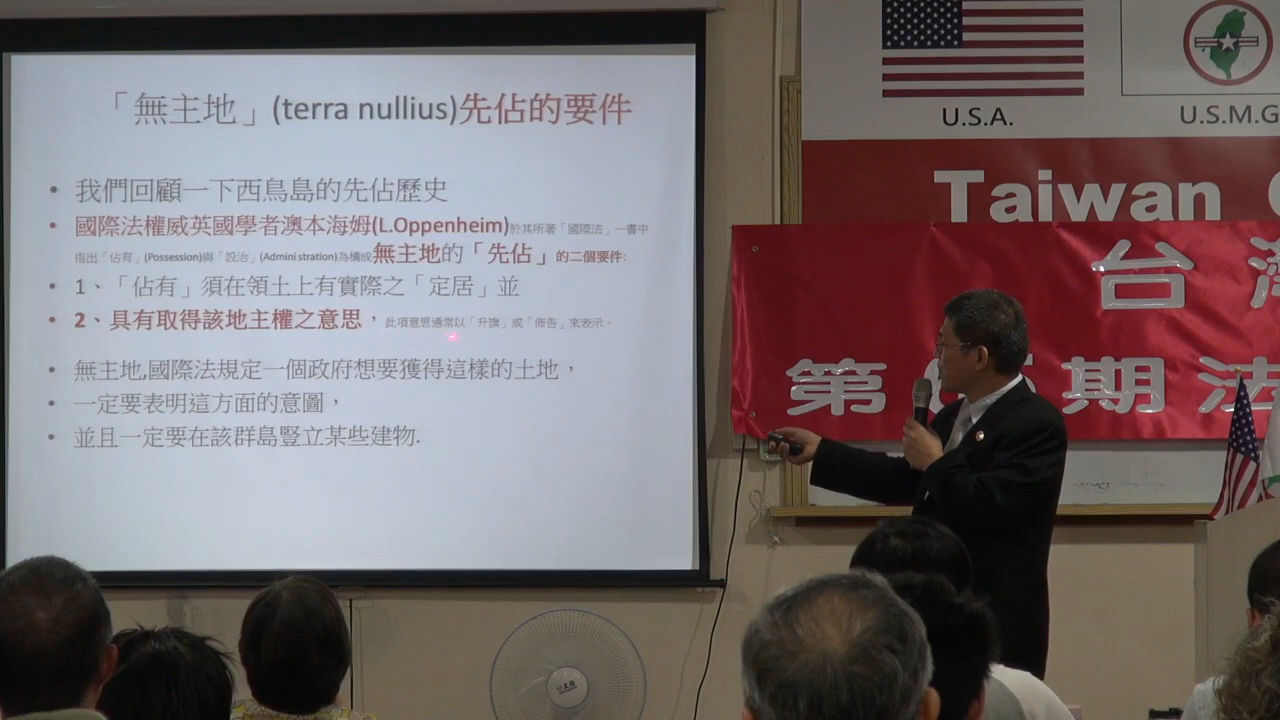 「無主地」(terra nullius)先佔的要件
• 我們回顧一下西鳥島的先佔歷史
• 國際法權威英國學者澳本海姆(L.Oppenheim)於其所著「國際法」一書中
指出「佔有」(Possession)與「設治」(Admini stration)為構成無主地的「先佔」的二個要件:
• 1、「佔有」須在領土上有實際之「定居」並
• 2、具有取得該地主權之意思，此項意思通常以「升旗」或「佈告」來表示。
• 無主地,國際法規定一個政府想要獲得這樣的土地，
• 一定要表明這方面的意圖，
• 並且一定要在該群島豎立某些建物.
U.S.A.
U.S.M.G
Taiwan
台灣
第 期法